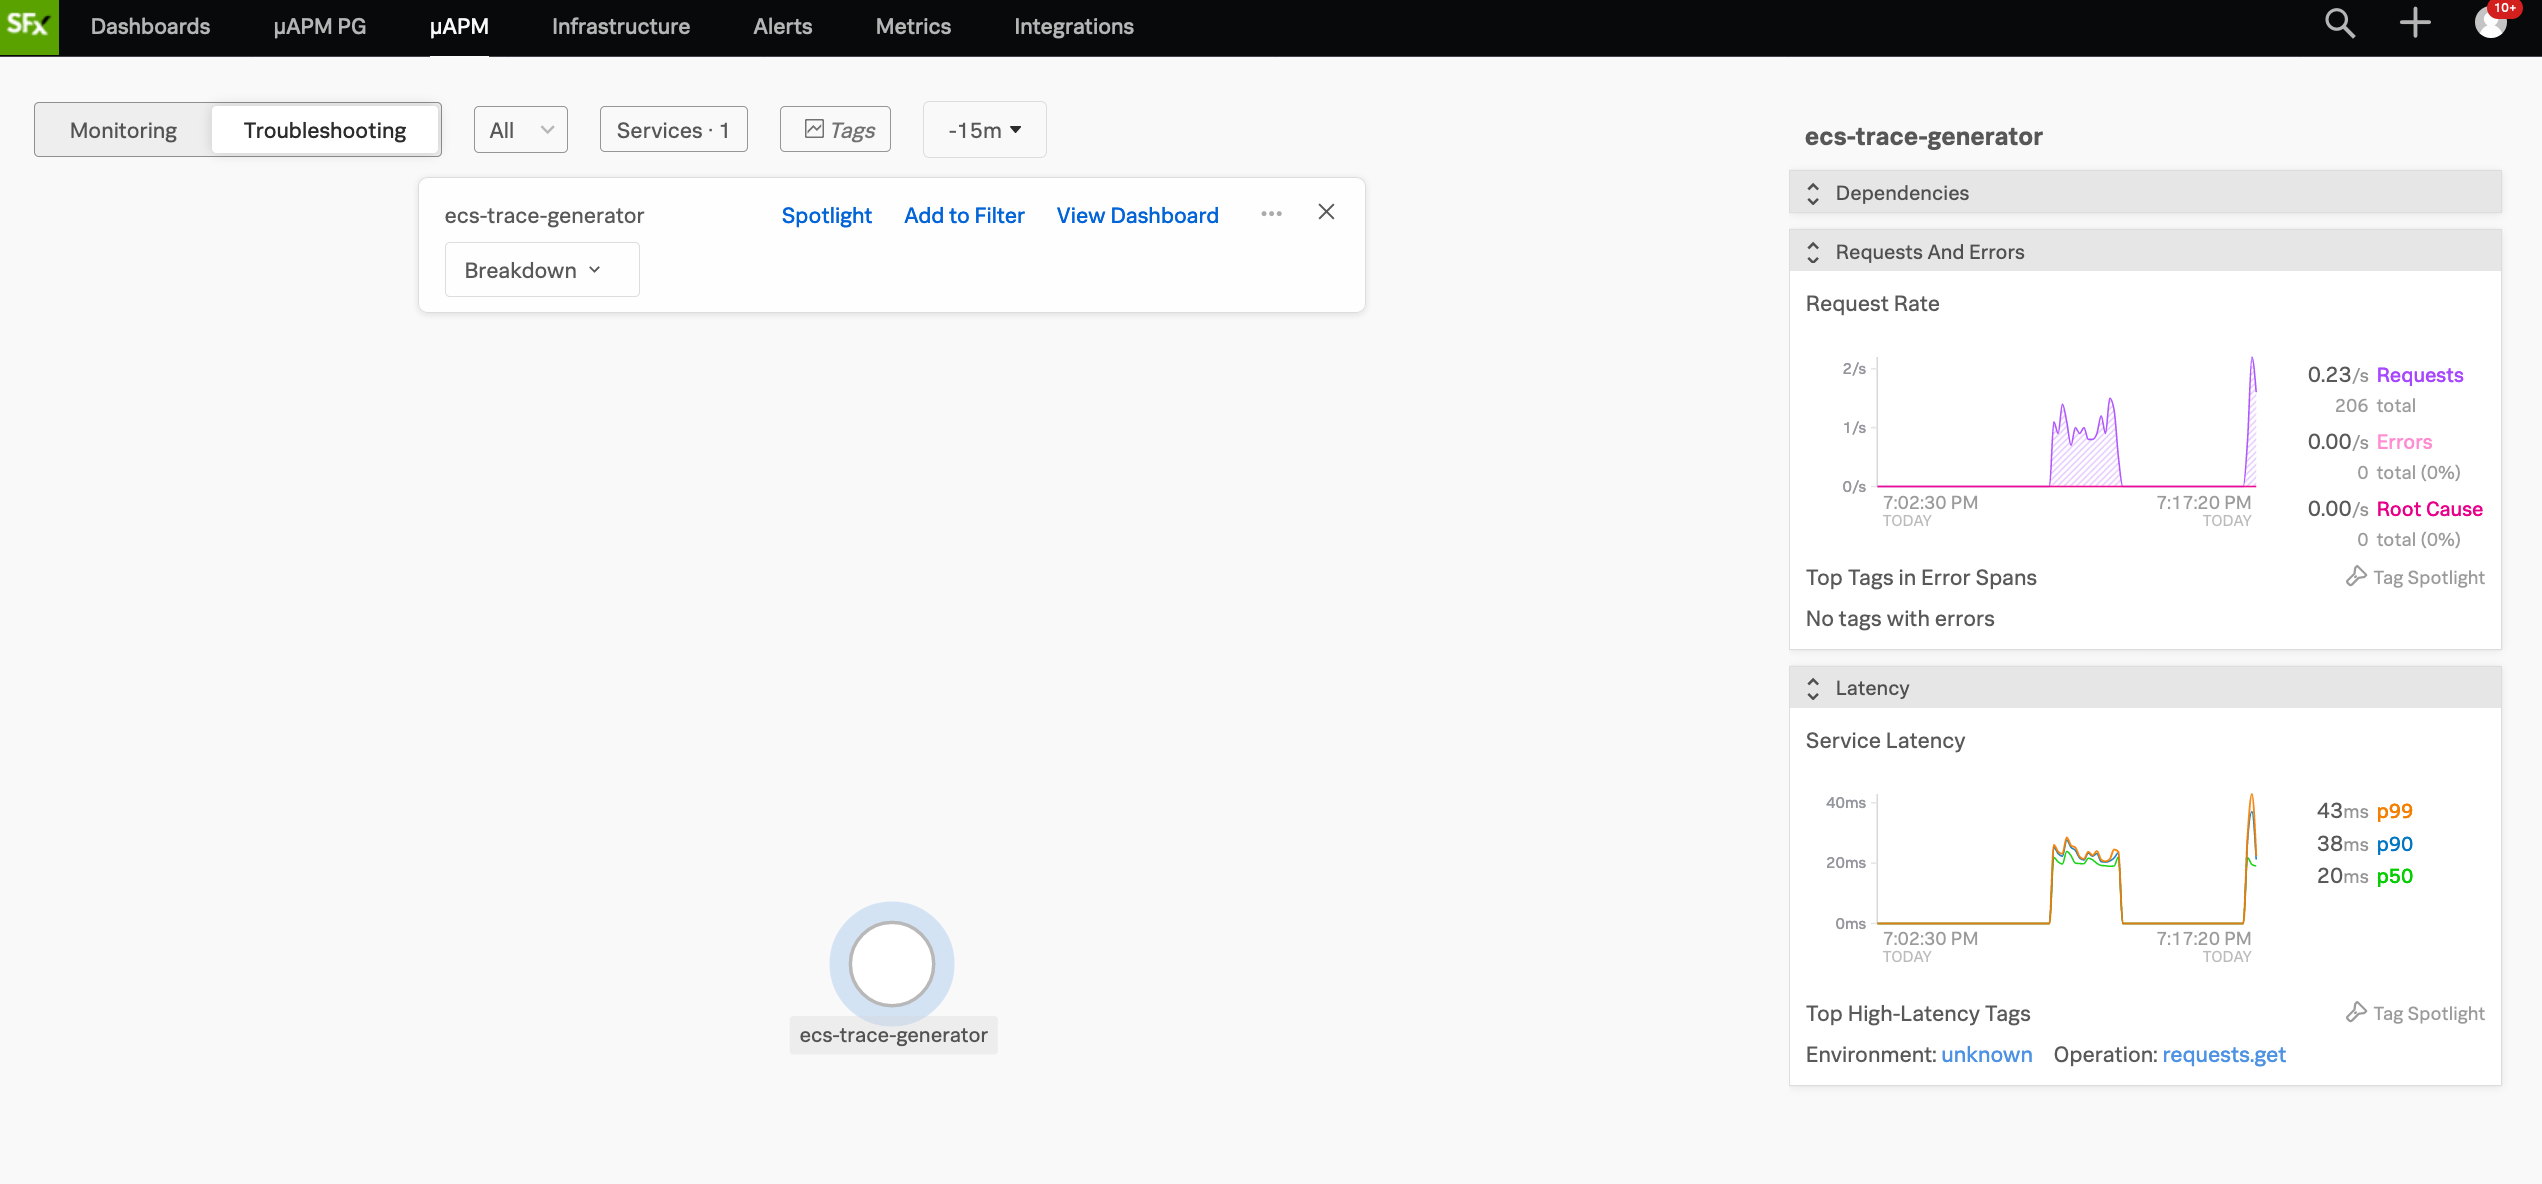 SFx Dashboards µAPM PG µAPM Infrastructure Alerts Metrics Integrations 10+
Monitoring Troubleshooting All Services · 1 Tags -15m
ecs-trace-generator Spotlight Add to Filter View Dashboard
Breakdown
ecs-trace-generator
ecs-trace-generator
Dependencies
Requests And Errors
Request Rate
2/s
1/s
0/s
7:02:30 PM 7:17:20 PM
TODAY TODAY
0.23/s Requests
206 total
0.00/s Errors
0 total (0%)
0.00/s Root Cause
0 total (0%)
Top Tags in Error Spans Tag Spotlight
No tags with errors
Latency
Service Latency
40ms
20ms
0ms
7:02:30 PM 7:17:20 PM
TODAY TODAY
43ms p99
38ms p90
20ms p50
Top High-Latency Tags Tag Spotlight
Environment: unknown Operation: requests.get